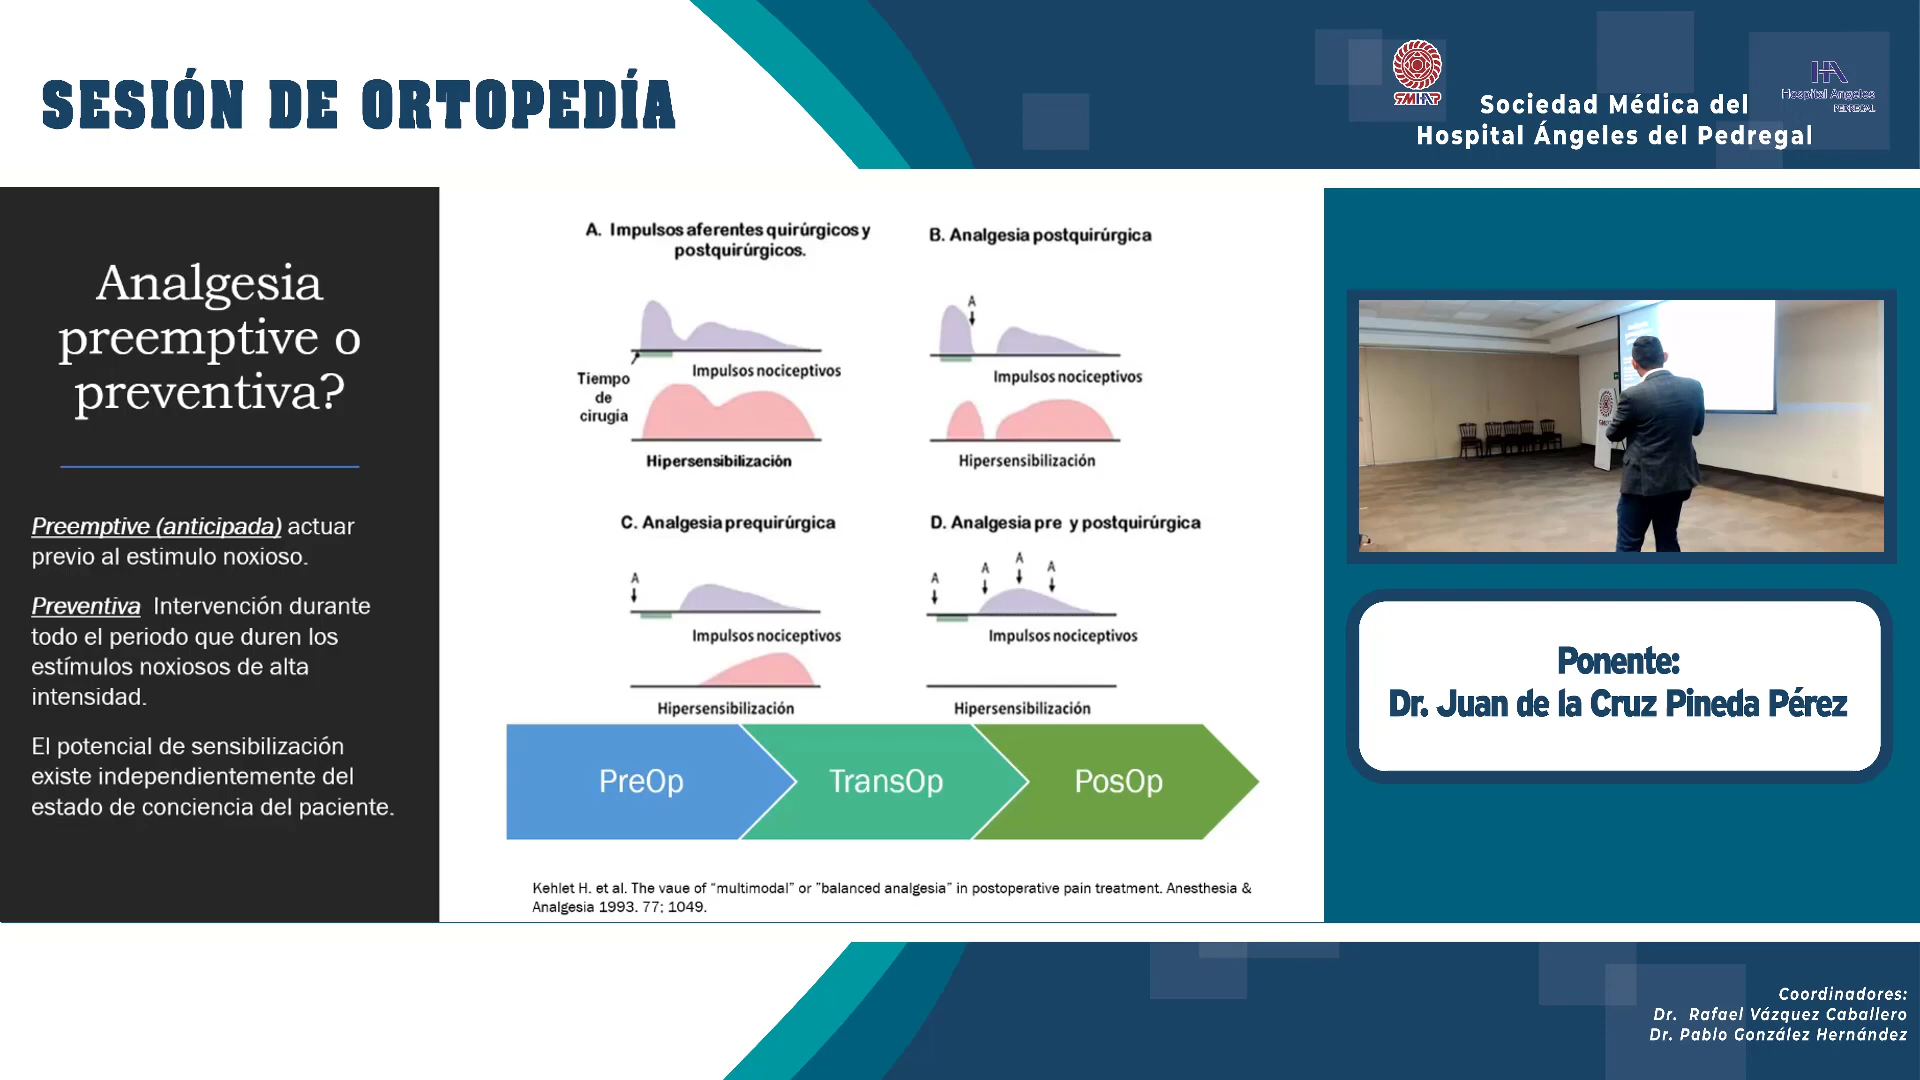 SESIÓN DE ORTOPEDÍA
SMHAP
Sociedad Médica del
Hospital Ángeles del Pedregal
HA
Hospital Angeles
PEDREGAL
Analgesia
preemptive o
preventiva?
Preemptive (anticipada) actuar
previo al estimulo noxioso.
Preventiva Intervención durante
todo el periodo que duren los
estímulos noxiosos de alta
intensidad.
El potencial de sensibilización
existe independientemente del
estado de conciencia del paciente.
A. Impulsos aferentes quirúrgicos y
postquirúrgicos.
Impulsos nociceptivos
Tiempo
de
cirugía
Hipersensibilización
B. Analgesia postquirúrgica
A
Impulsos nociceptivos
Hipersensibilización
C. Analgesia prequirúrgica
A
Impulsos nociceptivos
Hipersensibilización
D. Analgesia pre y postquirúrgica
A A A A
Impulsos nociceptivos
Hipersensibilización
PreOp
TransOp
PosOp
Kehlet H. et al. The vaue of “multimodal” or ”balanced analgesia” in postoperative pain treatment. Anesthesia &
Analgesia 1993. 77; 1049.
Ponente:
Dr. Juan de la Cruz Pineda Pérez
Coordinadores:
Dr. Rafael Vázquez Caballero
Dr. Pablo González Hernández